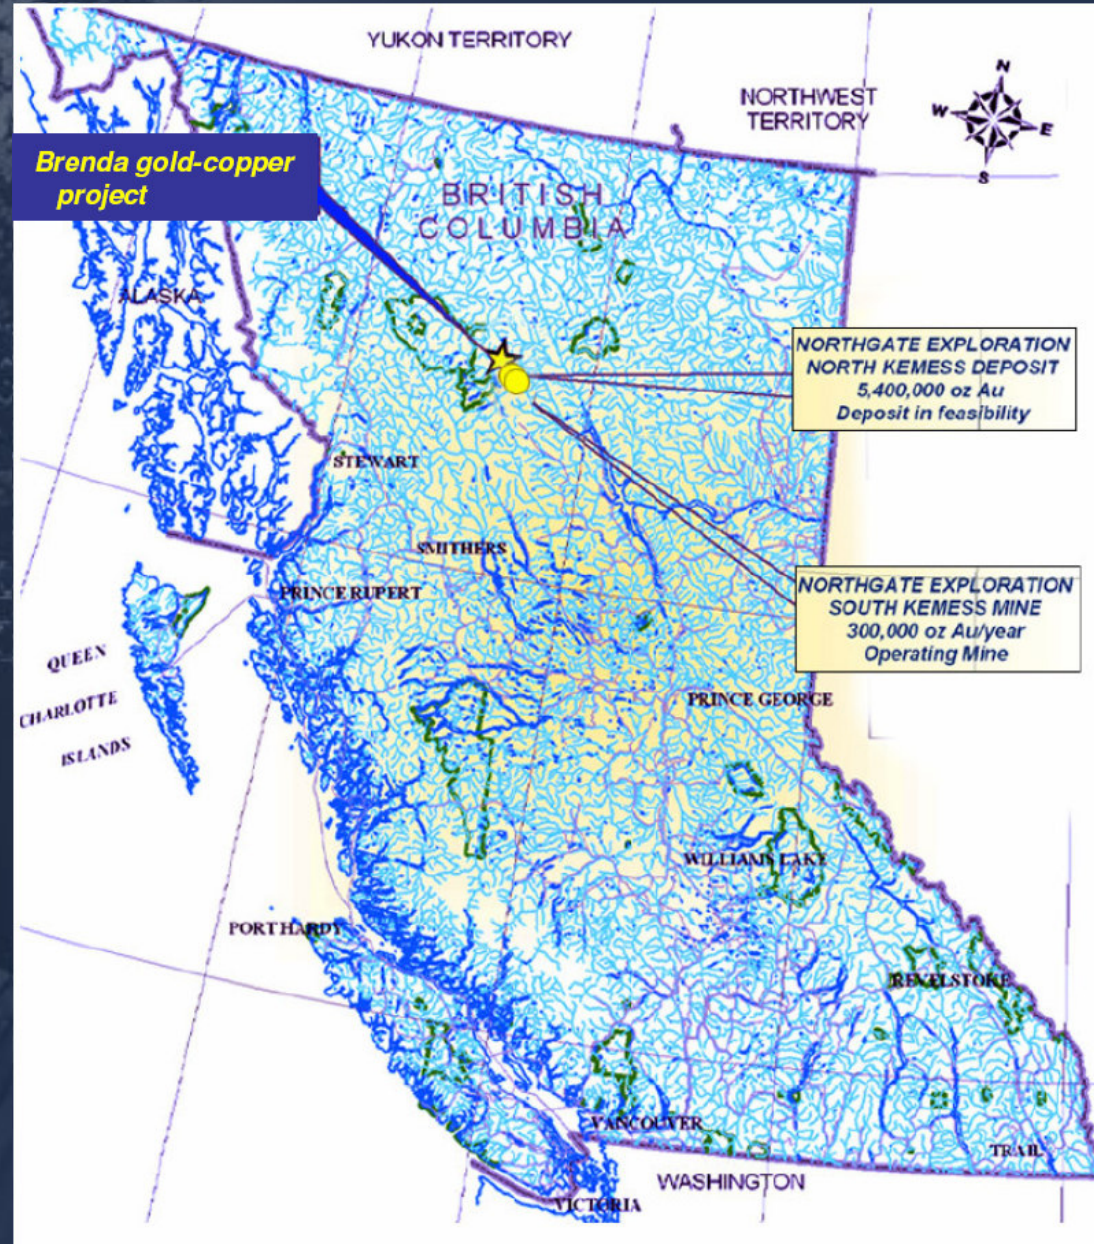 YUKON TERRITORY
NORTHWEST
TERRITORY
N
W
E
S
Brenda gold-copper
project
BRITISH
COLUMBIA
ALASKA
NORTHGATE EXPLORATION
NORTH KEMESS DEPOSIT
5,400,000 oz Au
Deposit in feasibility
STEWART
SMITHERS
PRINCE RUPERT
NORTHGATE EXPLORATION
SOUTH KEMESS MINE
300,000 oz Au/year
Operating Mine
QUEEN
CHARLOTTE
ISLANDS
PRINCE GEORGE
WILLIAMS LAKE
PORT HARDY
REVELSTOKE
VANCOUVER
TRAIL
WASHINGTON
VICTORIA